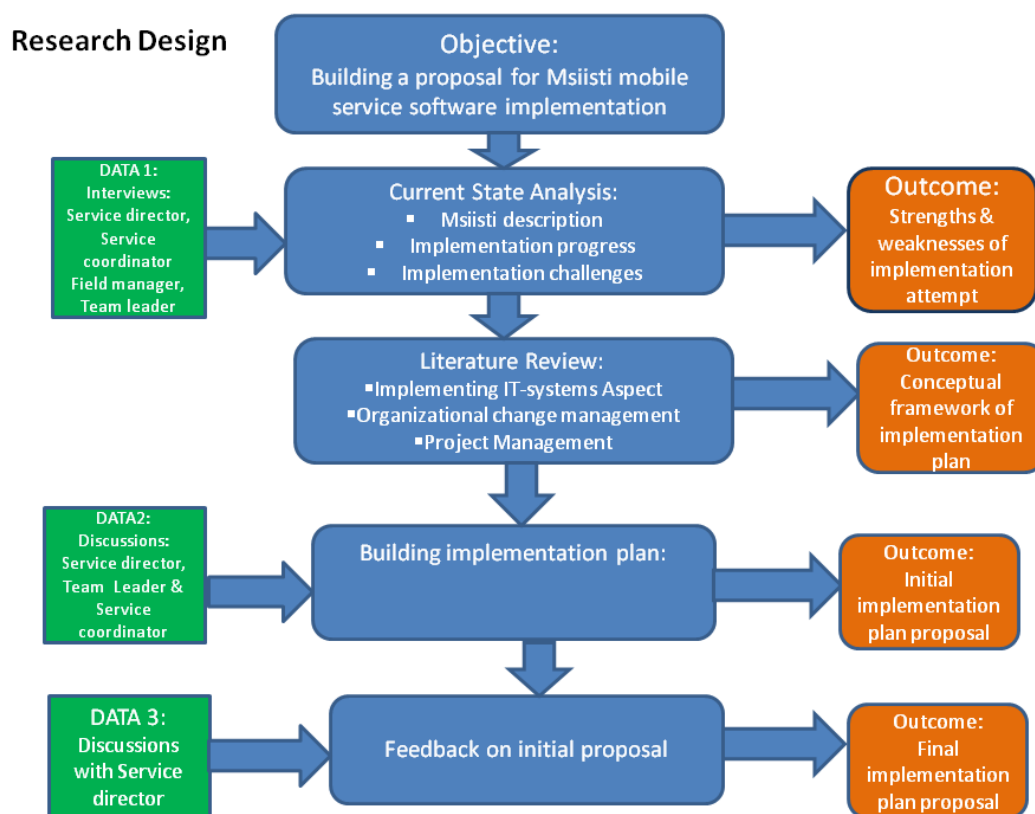 Research Design
Objective:
Building a proposal for Msiisti mobile
service software implementation
DATA 1:
Interviews:
Service director,
Service
coordinator
Field manager,
Team leader
Current State Analysis:
▪ Msiisti description
▪ Implementation progress
▪ Implementation challenges
Outcome:
Strengths &
weaknesses of
implementation
attempt
Literature Review:
▪Implementing IT-systems Aspect
▪Organizational change management
▪Project Management
Outcome:
Conceptual
framework of
implementation
plan
DATA2:
Discussions:
Service director,
Team Leader &
Service
coordinator
Building implementation plan:
Outcome:
Initial
implementation
plan proposal
DATA 3:
Discussions
with Service
director
Feedback on initial proposal
Outcome:
Final
implementation
plan proposal